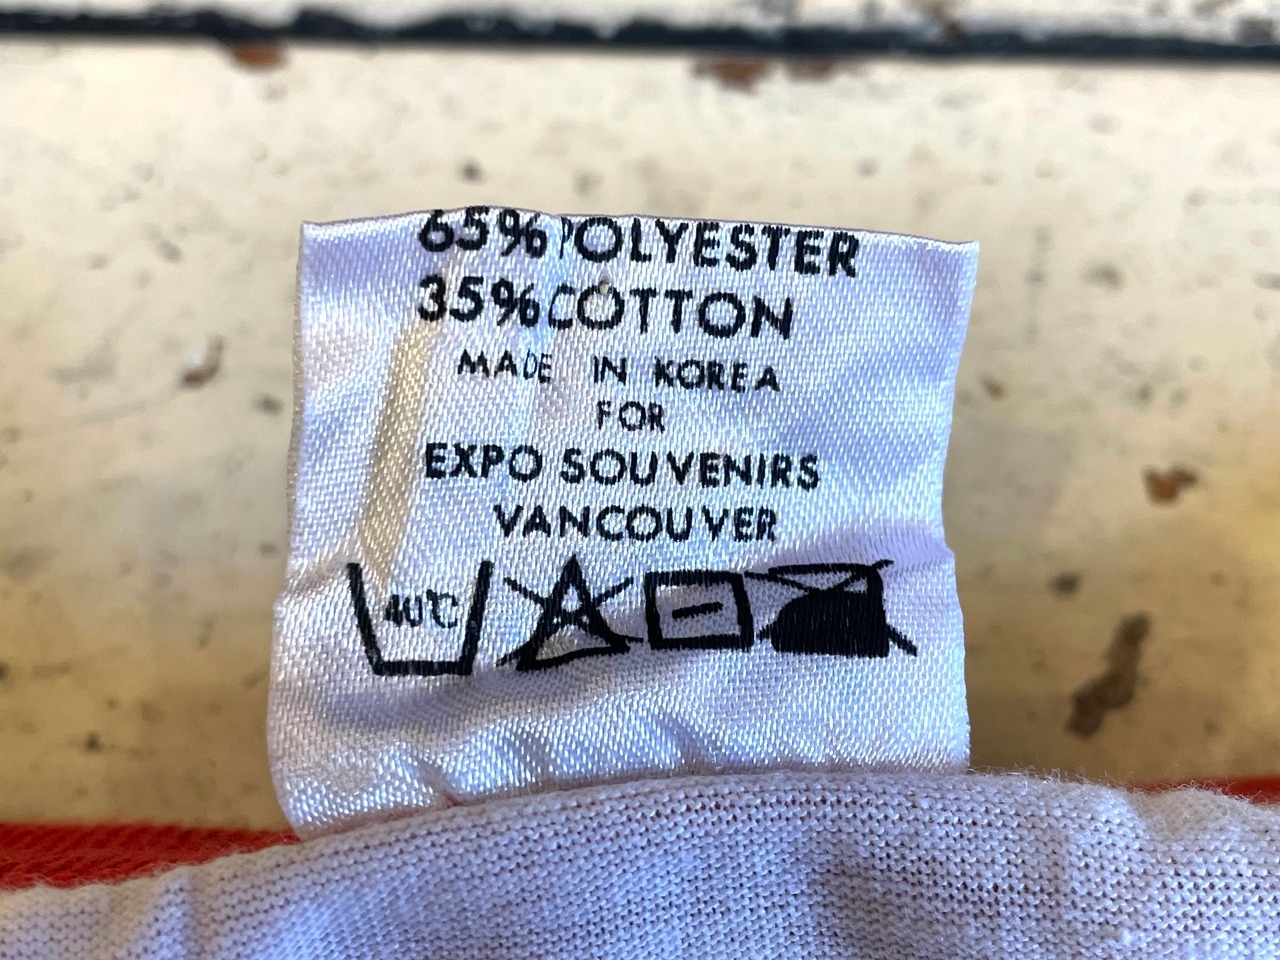 65% POLYESTER
35% COTTON
MADE IN KOREA
FOR
EXPO SOUVENIRS
VANCOUVER
40°C